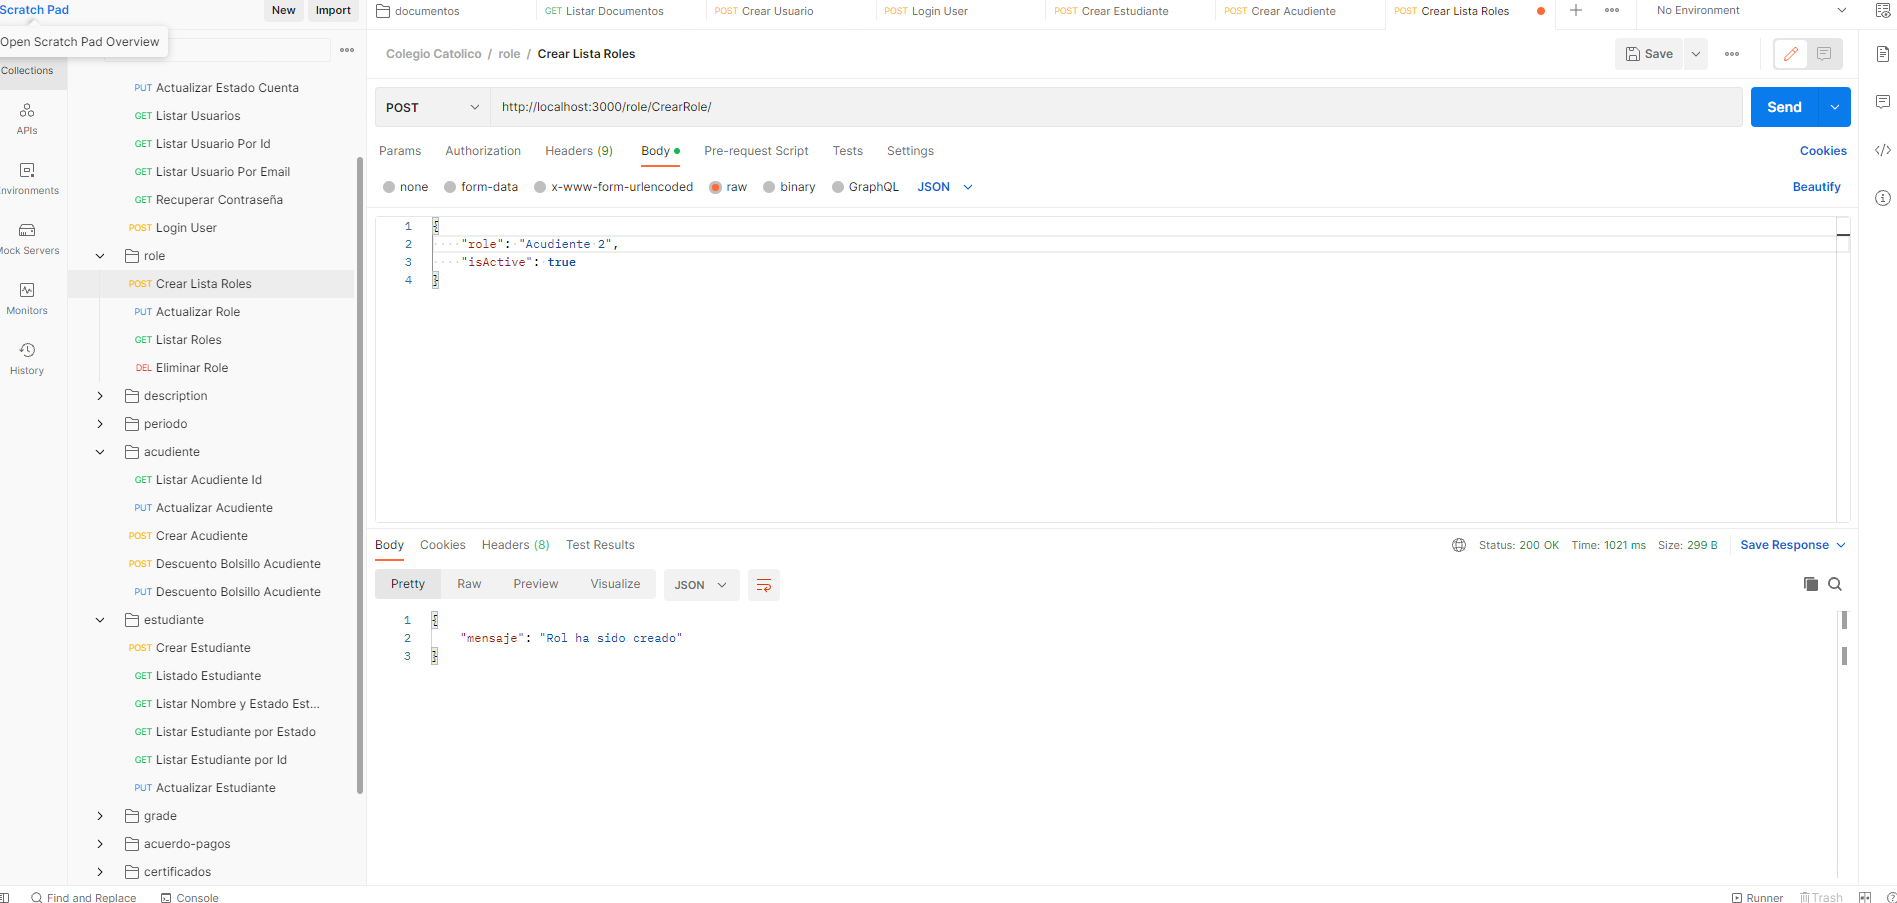 Scratch Pad
New
Import
Open Scratch Pad Overview
Collections
APIs
Environments
Mock Servers
Monitors
History
PUT Actualizar Estado Cuenta
GET Listar Usuarios
GET Listar Usuario Por Id
GET Listar Usuario Por Email
GET Recuperar Contraseña
POST Login User
role
POST Crear Lista Roles
PUT Actualizar Role
GET Listar Roles
DEL Eliminar Role
description
periodo
acudiente
GET Listar Acudiente Id
PUT Actualizar Acudiente
POST Crear Acudiente
POST Descuento Bolsillo Acudiente
PUT Descuento Bolsillo Acudiente
estudiante
POST Crear Estudiante
GET Listado Estudiante
GET Listar Nombre y Estado Est...
GET Listar Estudiante por Estado
GET Listar Estudiante por Id
PUT Actualizar Estudiante
grade
acuerdo-pagos
certificados
documentos
GET Listar Documentos
POST Crear Usuario
POST Login User
POST Crear Estudiante
POST Crear Acudiente
POST Crear Lista Roles
No Environment
Colegio Catolico / role / Crear Lista Roles
Save
POST
http://localhost:3000/role/CrearRole/
Send
Params Authorization Headers (9) Body Pre-request Script Tests Settings
Cookies
none form-data x-www-form-urlencoded raw binary GraphQL JSON
Beautify
1 {
2 "role": "Acudiente 2",
3 "isActive": true
4 }
Body Cookies Headers (8) Test Results
Status: 200 OK Time: 1021 ms Size: 299 B Save Response
Pretty Raw Preview Visualize JSON
1 {
2 "mensaje": "Rol ha sido creado"
3 }
Find and Replace
Console
Runner
Trash